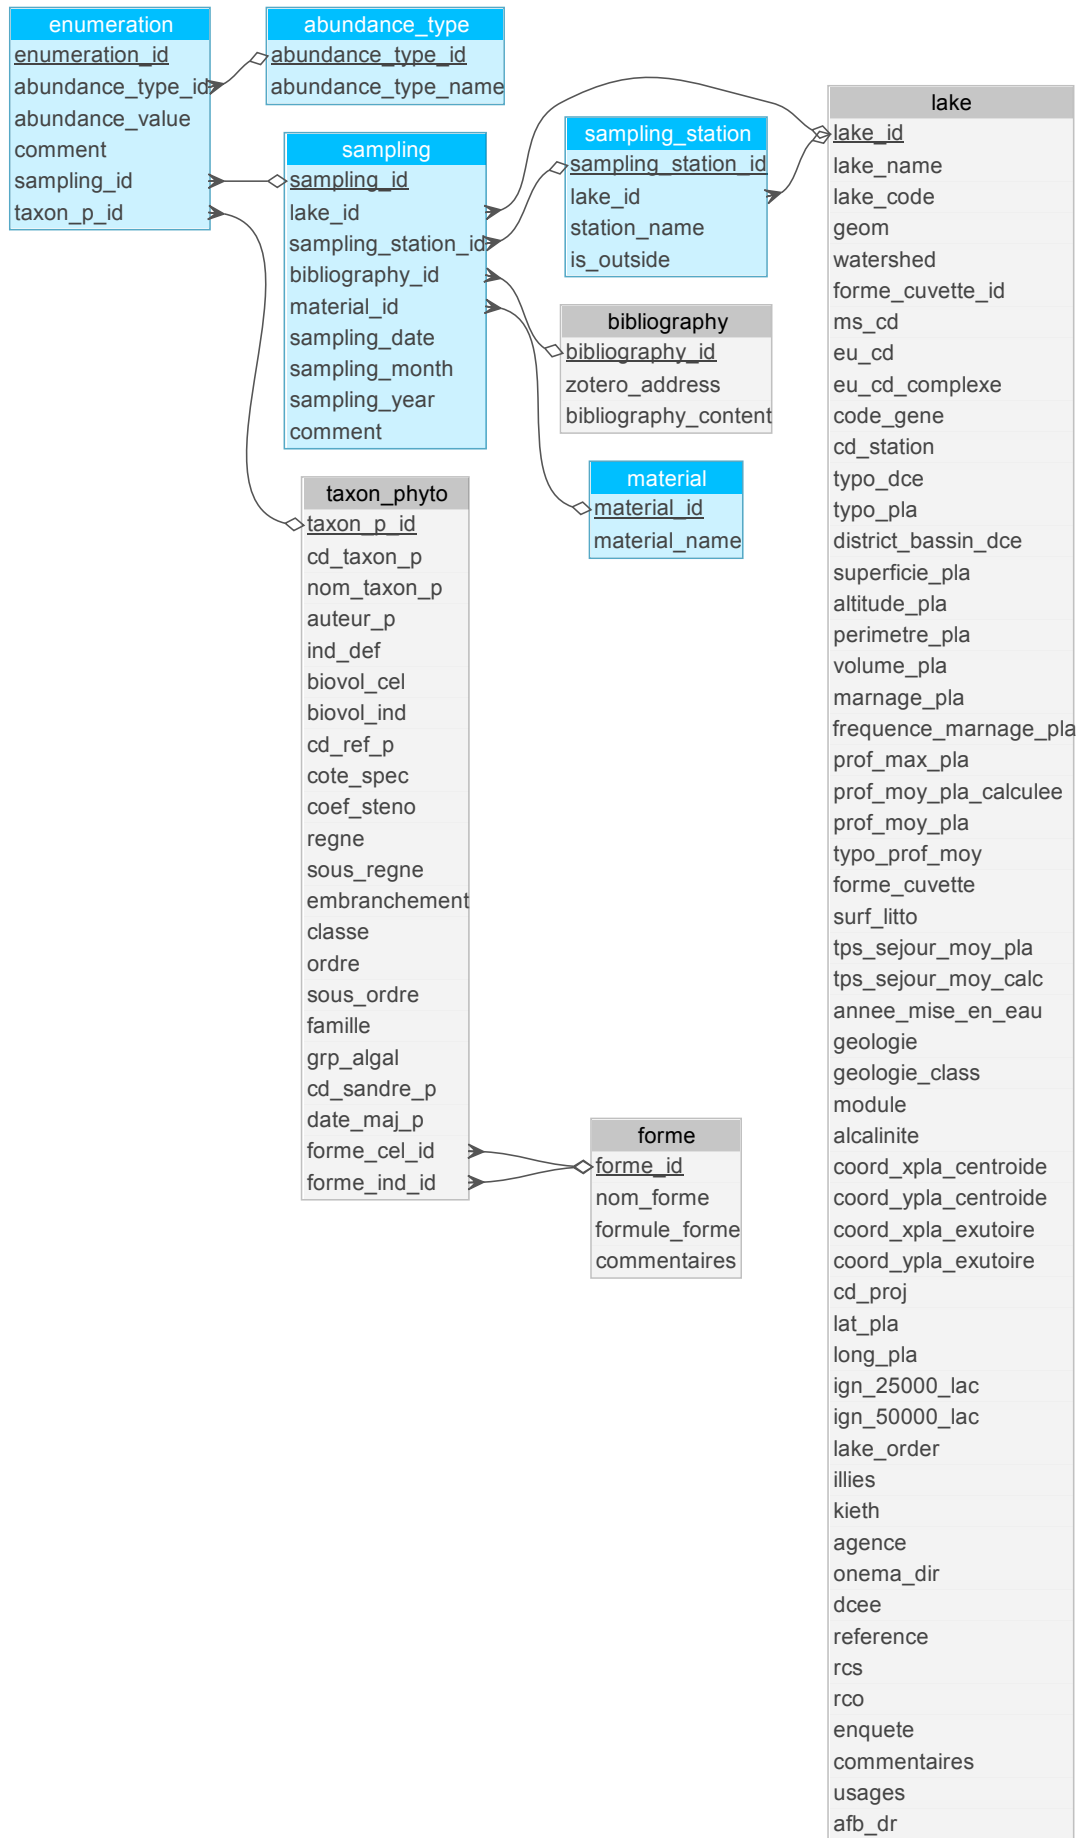 enumeration
enumeration_id
abundance_type_id
abundance_value
comment
sampling_id
taxon_p_id
abundance_type
abundance_type_id
abundance_type_name
sampling
sampling_id
lake_id
sampling_station_id
bibliography_id
material_id
sampling_date
sampling_month
sampling_year
comment
sampling_station
sampling_station_id
lake_id
station_name
is_outside
bibliography
bibliography_id
zotero_address
bibliography_content
material
material_id
material_name
taxon_phyto
taxon_p_id
cd_taxon_p
nom_taxon_p
auteur_p
ind_def
biovol_cel
biovol_ind
cd_ref_p
cote_spec
coef_steno
regne
sous_regne
embranchement
classe
ordre
sous_ordre
famille
grp_algal
cd_sandre_p
date_maj_p
forme_cel_id
forme_ind_id
forme
forme_id
nom_forme
formule_forme
commentaires
lake
lake_id
lake_name
lake_code
geom
watershed
forme_cuvette_id
ms_cd
eu_cd
eu_cd_complexe
code_gene
cd_station
typo_dce
typo_pla
district_bassin_dce
superficie_pla
altitude_pla
perimetre_pla
volume_pla
marnage_pla
frequence_marnage_pla
prof_max_pla
prof_moy_pla_calculee
prof_moy_pla
typo_prof_moy
forme_cuvette
surf_litto
tps_sejour_moy_pla
tps_sejour_moy_calc
annee_mise_en_eau
geologie
geologie_class
module
alcalinite
coord_xpla_centroide
coord_ypla_centroide
coord_xpla_exutoire
coord_ypla_exutoire
cd_proj
lat_pla
long_pla
ign_25000_lac
ign_50000_lac
lake_order
illies
kieth
agence
onema_dir
dcee
reference
rcs
rco
enquete
commentaires
usages
afb_dr